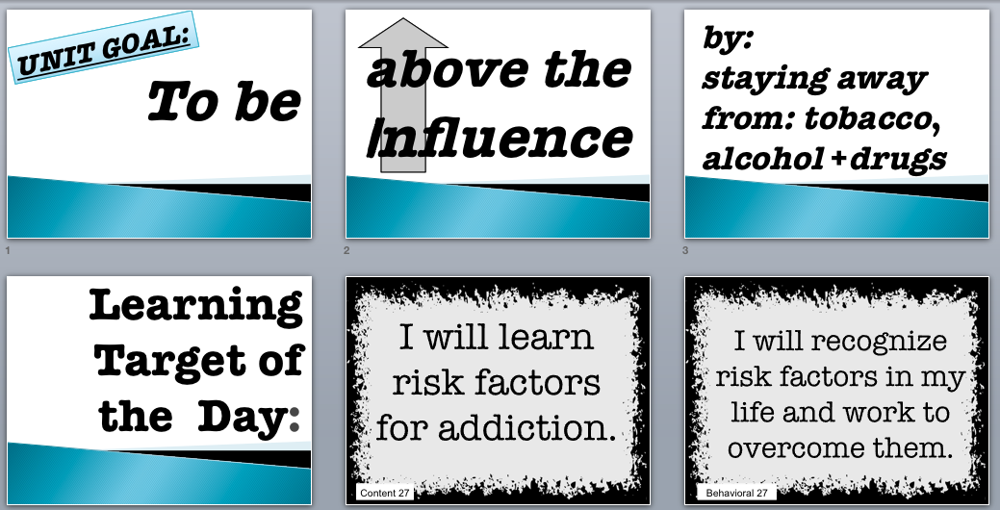 UNIT GOAL:
To be
1
above the
Influence
2
by:
staying away
from: tobacco,
alcohol + drugs
3
Learning
Target of
the Day:
I will learn
risk factors
for addiction.
Content 27
I will recognize
risk factors in my
life and work to
overcome them.
Behavioral 27